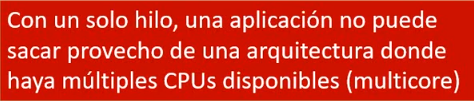 Con un solo hilo, una aplicación no puede
sacar provecho de una arquitectura donde
haya múltiples CPUs disponibles (multicore)